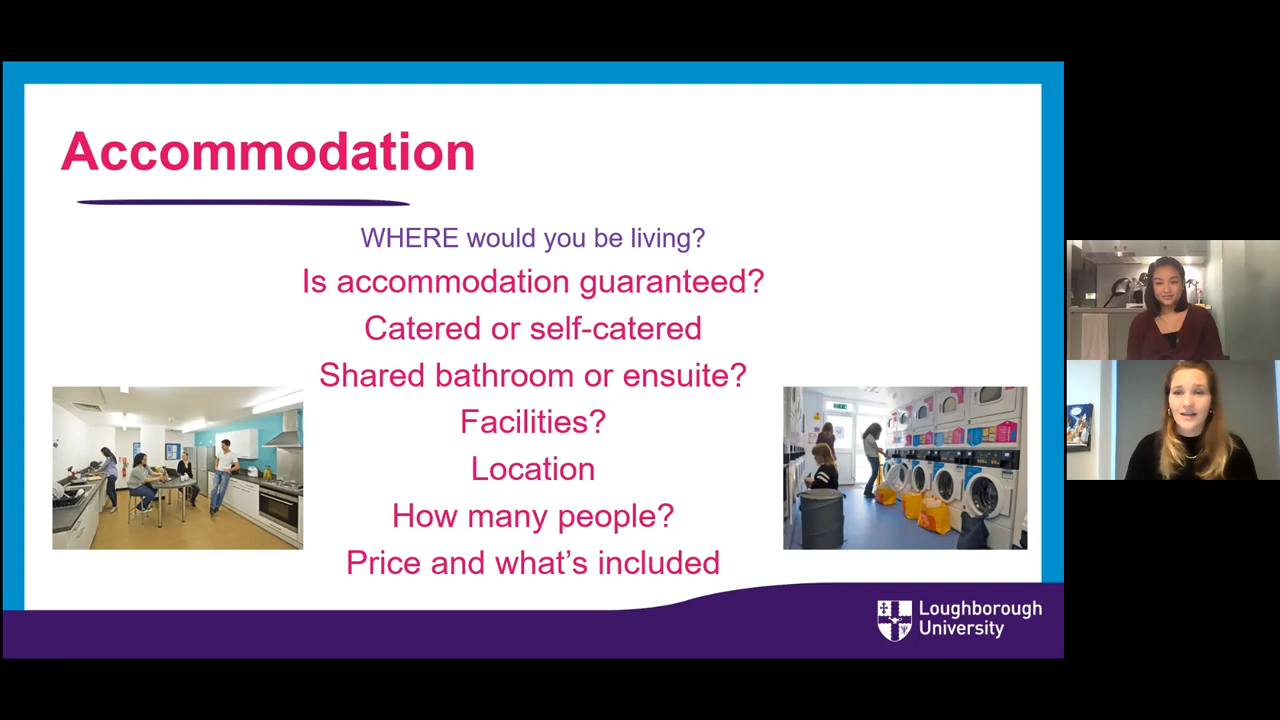 Accommodation
WHERE would you be living?
Is accommodation guaranteed?
Catered or self-catered
Shared bathroom or ensuite?
Facilities?
Location
How many people?
Price and what’s included
Loughborough
University